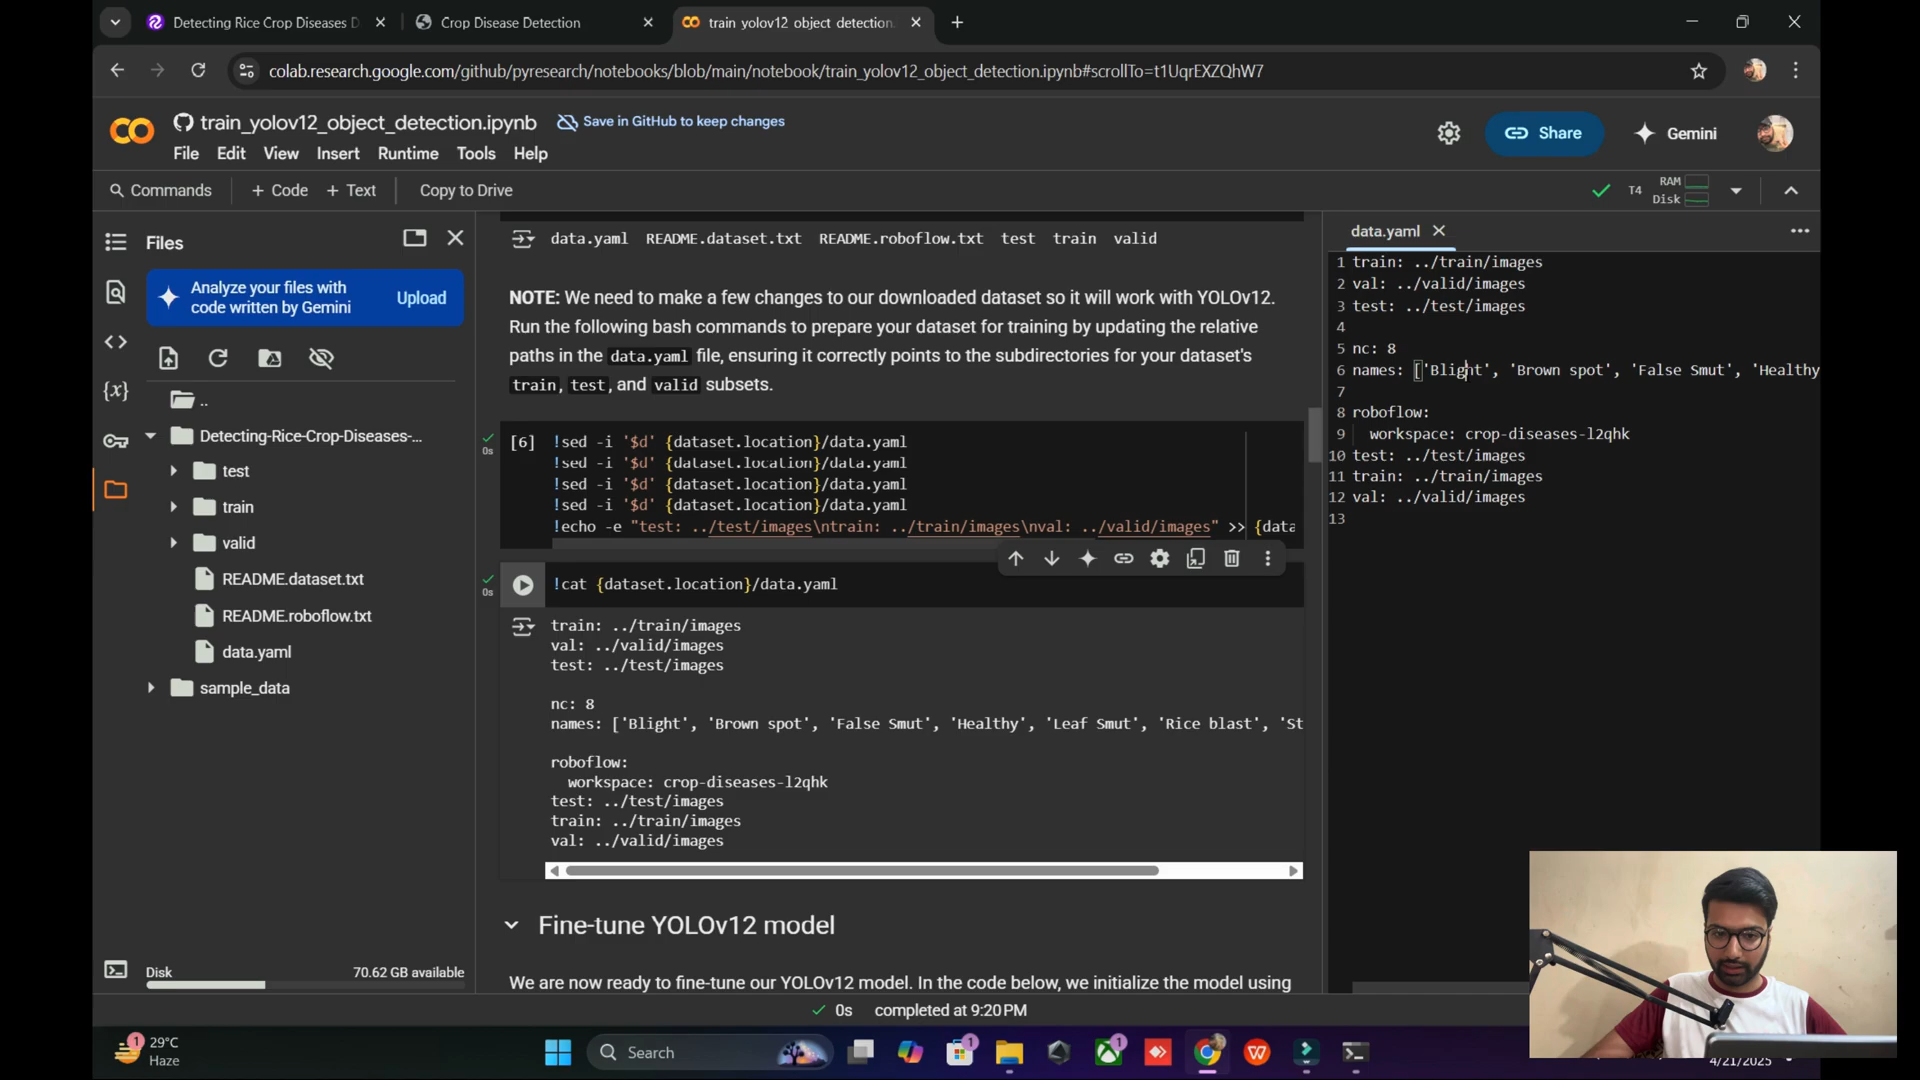 Detecting Rice Crop Diseases D
Crop Disease Detection
train yolov12 object detection.
colab.research.google.com/github/pyresearch/notebooks/blob/main/notebook/train_yolov12_object_detection.ipynb#scrollTo=t1UqrEXZQhW7
train_yolov12_object_detection.ipynb
Save in GitHub to keep changes
File Edit View Insert Runtime Tools Help
Share
Gemini
Commands
+ Code + Text
Copy to Drive
T4
RAM
Disk
Files
Analyze your files with
code written by Gemini
Upload
..
Detecting-Rice-Crop-Diseases-...
test
train
valid
README.dataset.txt
README.roboflow.txt
data.yaml
sample_data
Disk
70.62 GB available
data.yaml README.dataset.txt README.roboflow.txt test train valid
NOTE: We need to make a few changes to our downloaded dataset so it will work with YOLOv12.
Run the following bash commands to prepare your dataset for training by updating the relative
paths in the data.yaml file, ensuring it correctly points to the subdirectories for your dataset's
train, test, and valid subsets.
0s
[6]
!sed -i '$d' {dataset.location}/data.yaml
!sed -i '$d' {dataset.location}/data.yaml
!sed -i '$d' {dataset.location}/data.yaml
!sed -i '$d' {dataset.location}/data.yaml
!echo -e "test: ../test/images\ntrain: ../train/images\nval: ../valid/images" >> {data
0s
!cat {dataset.location}/data.yaml
train: ../train/images
val: ../valid/images
test: ../test/images
nc: 8
names: ['Blight', 'Brown spot', 'False Smut', 'Healthy', 'Leaf Smut', 'Rice blast', 'St
roboflow:
workspace: crop-diseases-l2qhk
test: ../test/images
train: ../train/images
val: ../valid/images
Fine-tune YOLOv12 model
We are now ready to fine-tune our YOLOv12 model. In the code below, we initialize the model using
data.yaml
1 train: ../train/images
2 val: ../valid/images
3 test: ../test/images
4
5 nc: 8
6 names: ['Blight', 'Brown spot', 'False Smut', 'Healthy
7
8 roboflow:
9 workspace: crop-diseases-l2qhk
10 test: ../test/images
11 train: ../train/images
12 val: ../valid/images
13
0s completed at 9:20 PM
1
29°C
Haze
Search
1
1
4/21/2025